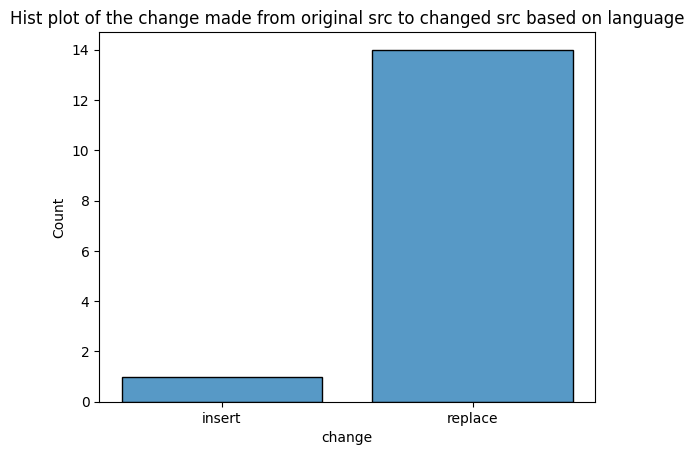 Hist plot of the change made from original src to changed src based on language
14
12
10
8
6
4
2
0
Count
insert
replace
change